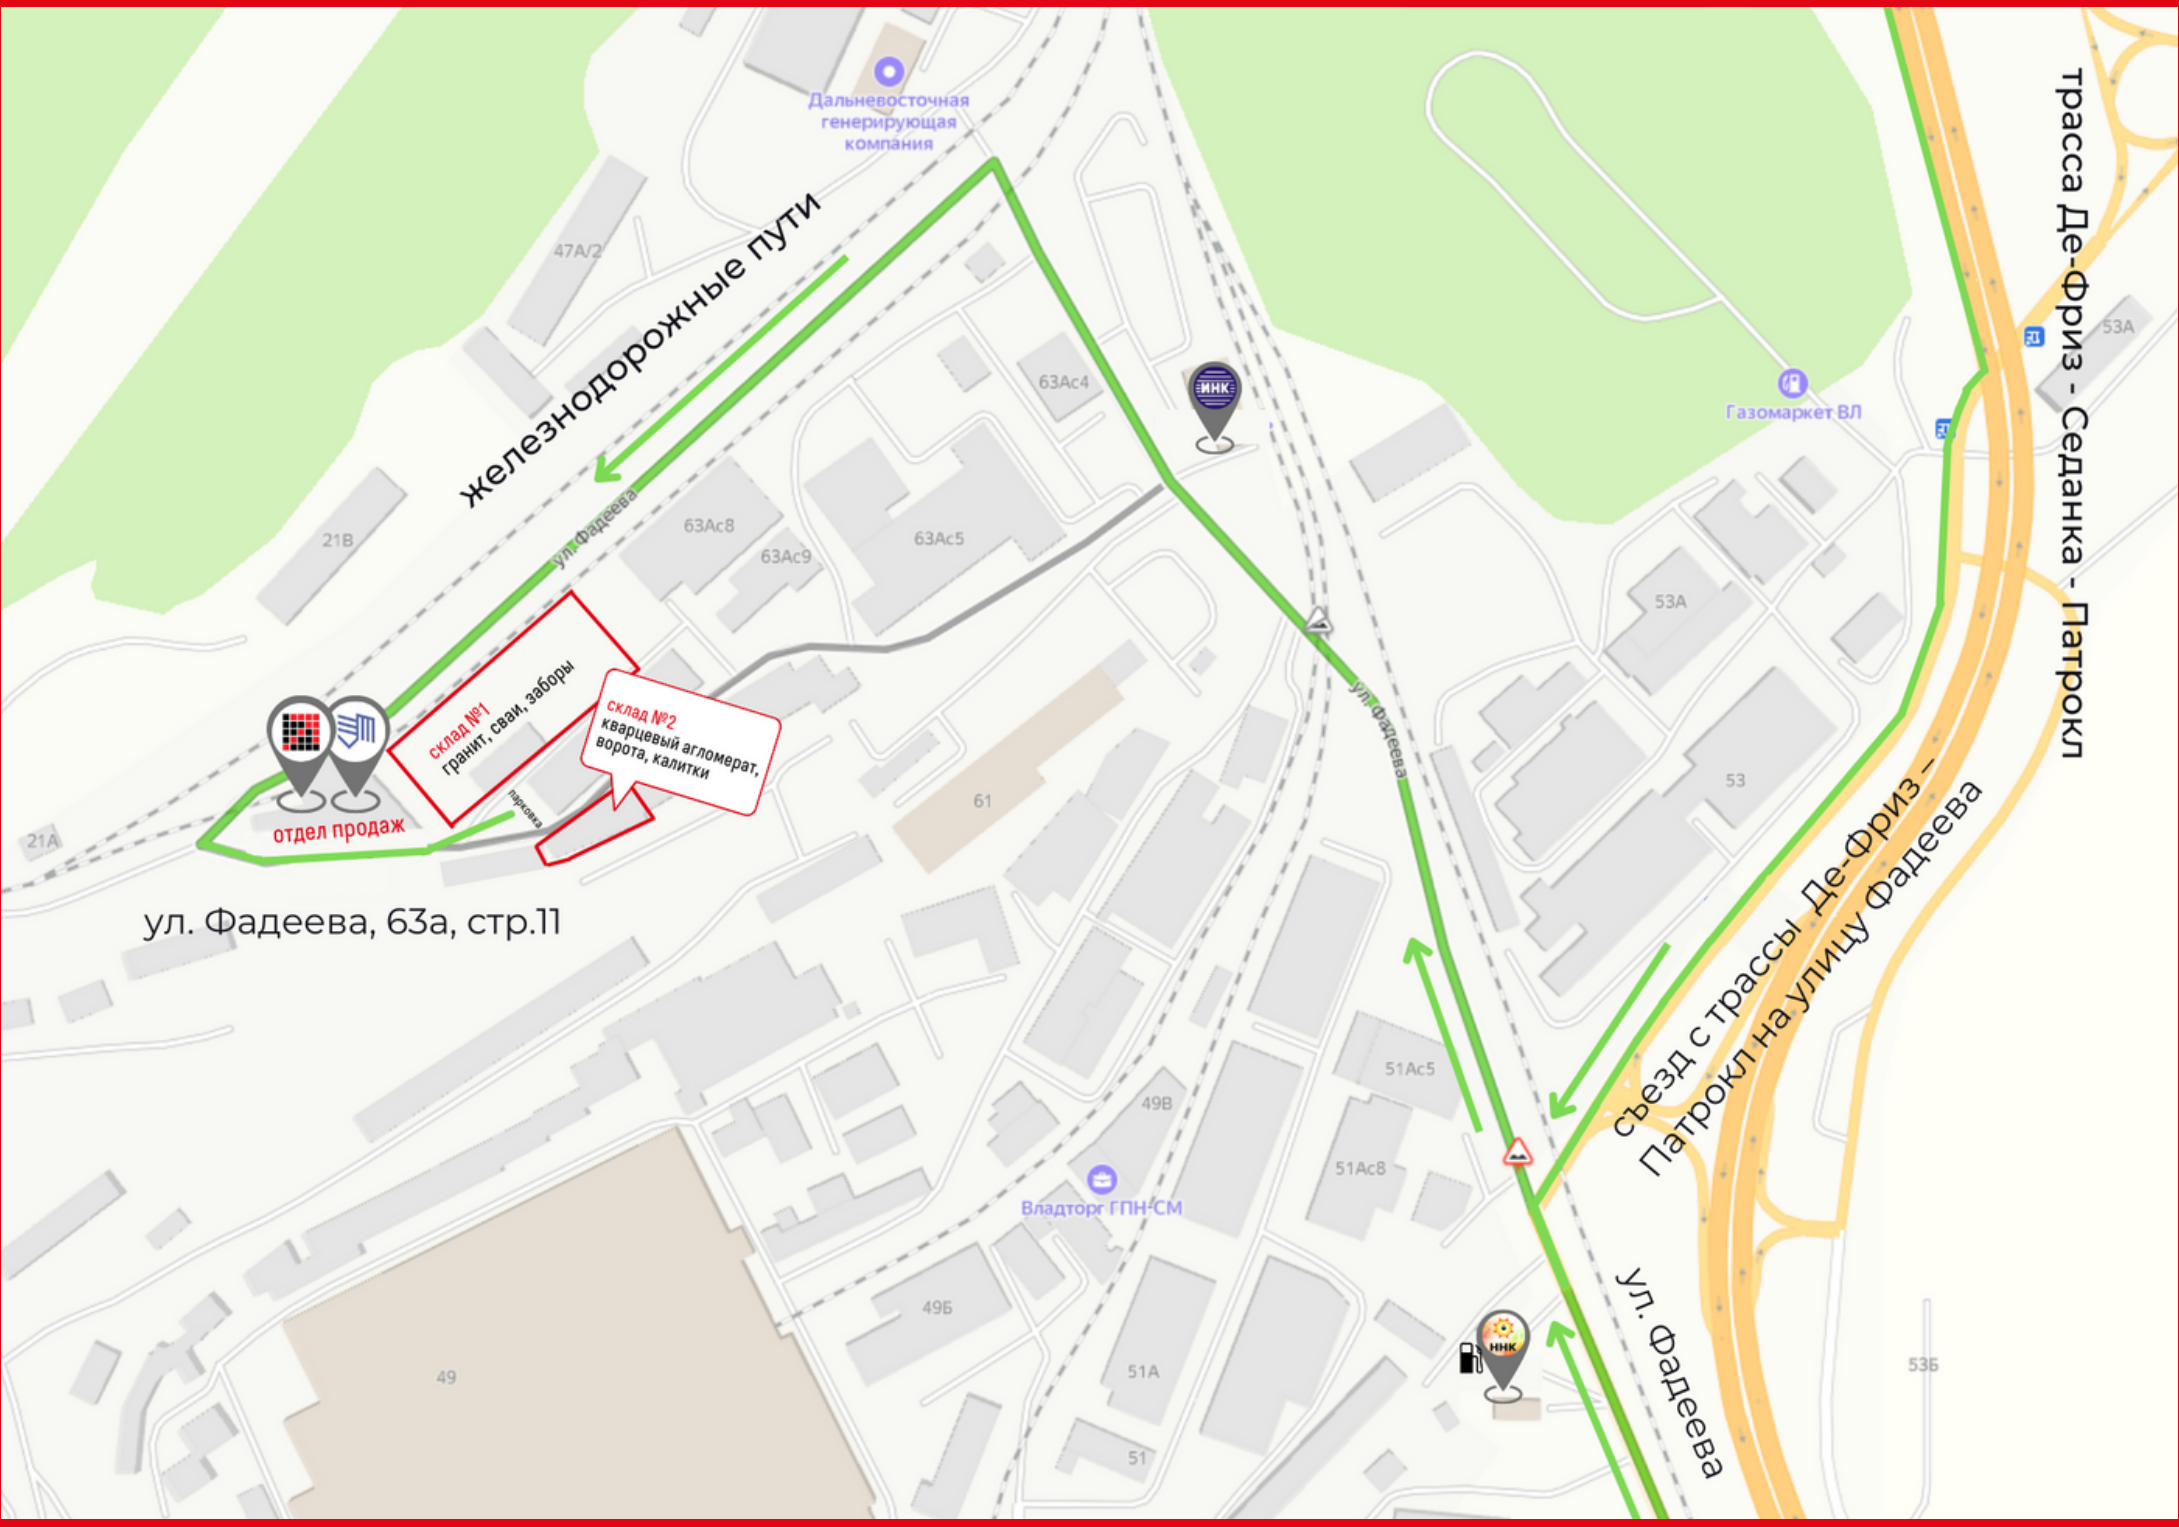 Дальневосточная
генерирующая
компания
трасса Де-Фриз - Седанка - Патрокл
железнодорожные пути
47А/2
53А
63Ас4
ИНК
Газомаркет ВЛ
21В
ул. Фадеева
63Ас8
63Ас9
63Ас5
53А
склад №1
гранит, сваи, заборы
склад №2
кварцевый агломерат,
ворота, калитки
парковка
ул. Фадеева
53
61
21А
отдел продаж
ул. Фадеева, 63а, стр.11
съезд с трассы Де-Фриз –
Патрокл на улицу Фадеева
51Ас5
49В
51Ас8
Владторг ГПН-СМ
49Б
51А
ННК
ул. Фадеева
53Б
49
51